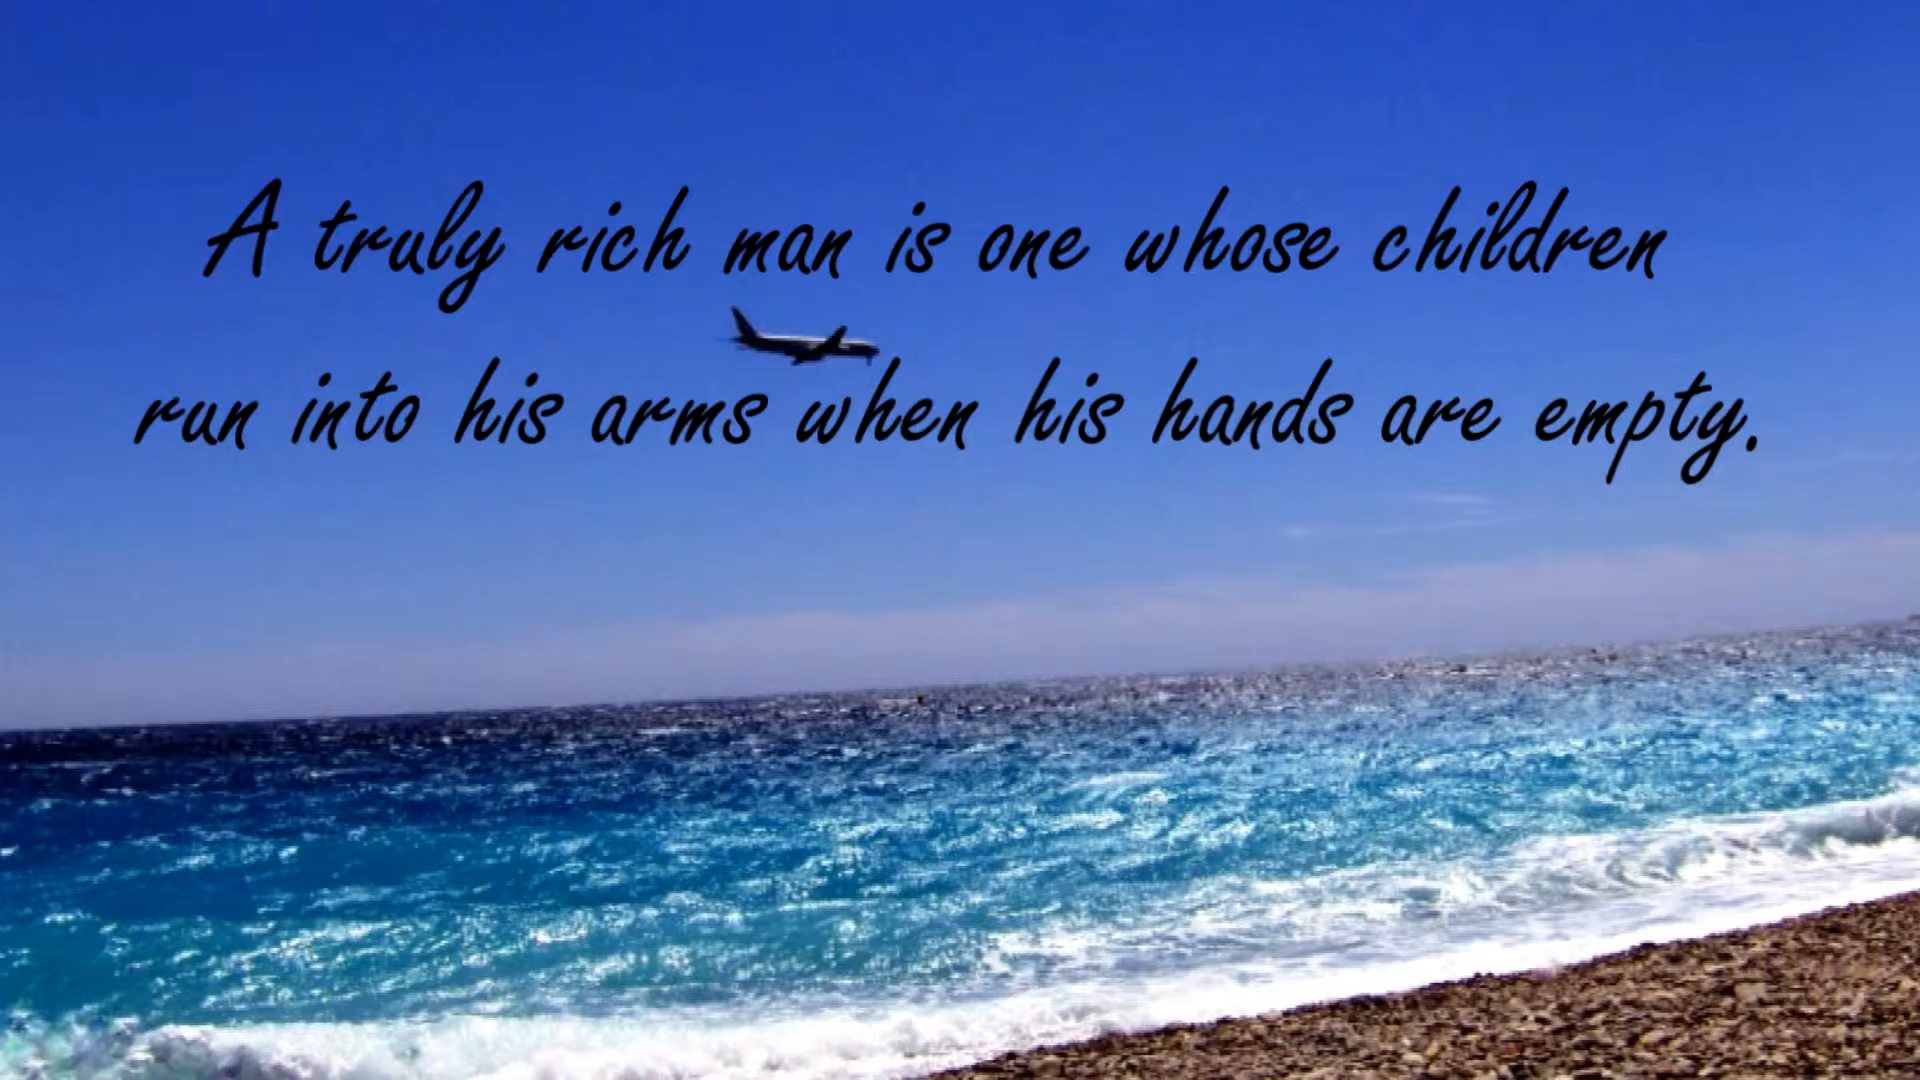 A truly rich man is one whose children
run into his arms when his hands are empty.